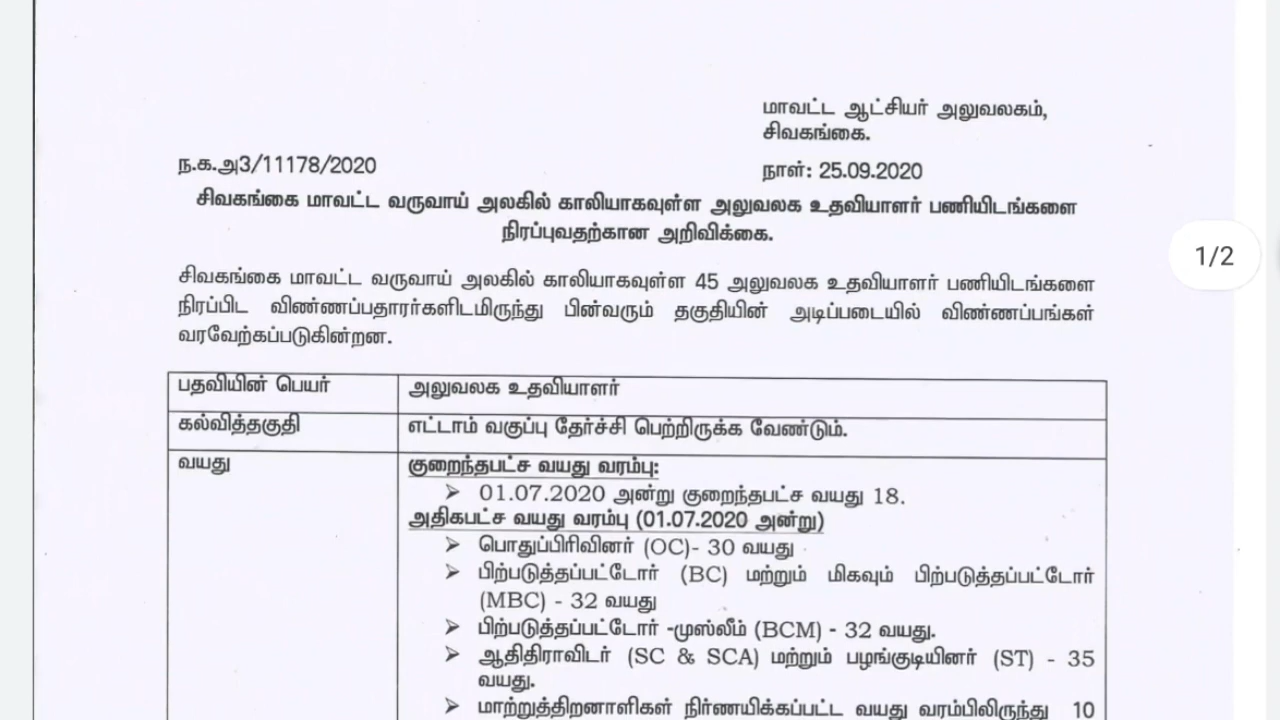 மாவட்ட ஆட்சியர் அலுவலகம்,
சிவகங்கை.
ந.க.அ3/11178/2020
நாள்: 25.09.2020
சிவகங்கை மாவட்ட வருவாய் அலகில் காலியாகவுள்ள அலுவலக உதவியாளர் பணியிடங்களை
நிரப்புவதற்கான அறிவிக்கை.
1/2
சிவகங்கை மாவட்ட வருவாய் அலகில் காலியாகவுள்ள 45 அலுவலக உதவியாளர் பணியிடங்களை
நிரப்பிட விண்ணப்பதாரர்களிடமிருந்து பின்வரும் தகுதியின் அடிப்படையில் விண்ணப்பங்கள்
வரவேற்கப்படுகின்றன.
பதவியின் பெயர் அலுவலக உதவியாளர்
கல்வித்தகுதி எட்டாம் வகுப்பு தேர்ச்சி பெற்றிருக்க வேண்டும்.
வயது குறைந்தபட்ச வயது வரம்பு:
➢ 01.07.2020 அன்று குறைந்தபட்ச வயது 18.
அதிகபட்ச வயது வரம்பு (01.07.2020 அன்று)
➢ பொதுப்பிரிவினர் (OC)- 30 வயது
➢ பிற்படுத்தப்பட்டோர் (BC) மற்றும் மிகவும் பிற்படுத்தப்பட்டோர்
(MBC) - 32 வயது
➢ பிற்படுத்தப்பட்டோர் -முஸ்லீம் (BCM) - 32 வயது.
➢ ஆதிதிராவிடர் (SC & SCA) மற்றும் பழங்குடியினர் (ST) - 35
வயது.
➢ மாற்றுத்திறனாளிகள் நிர்ணயிக்கப்பட்ட வயது வரம்பிலிருந்து 10